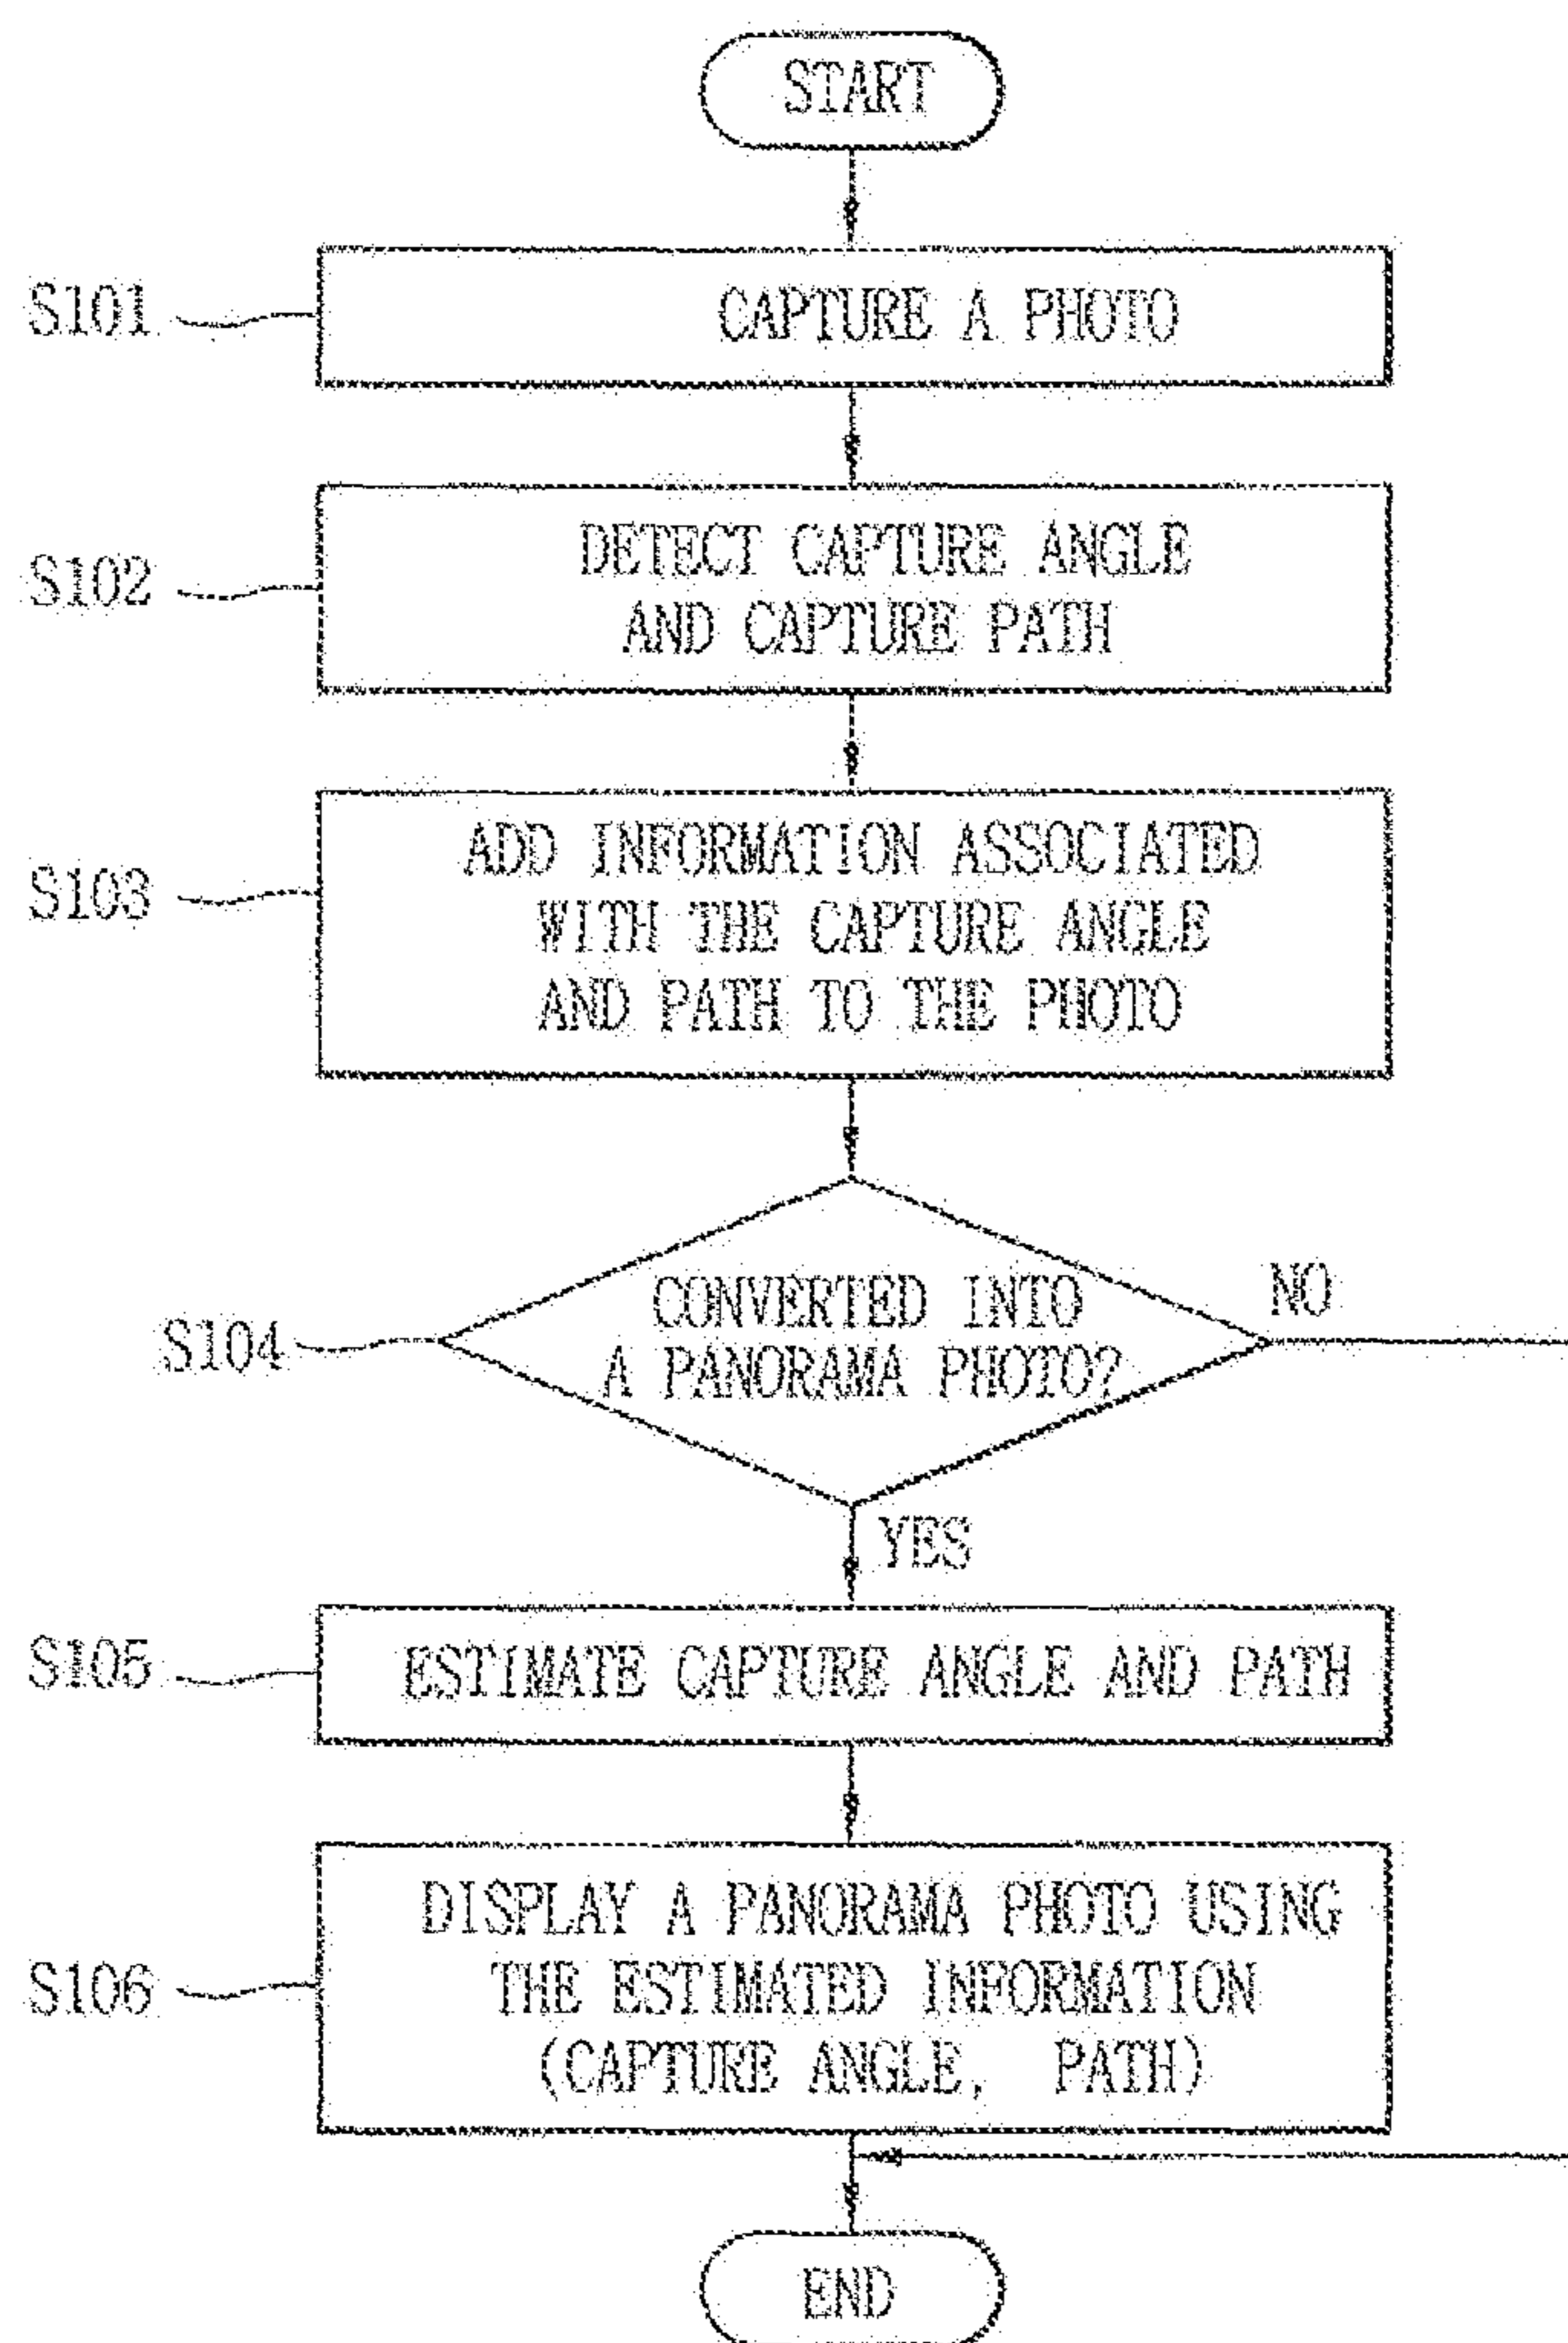 START
S101
CAPTURE A PHOTO
S102
DETECT CAPTURE ANGLE
AND CAPTURE PATH
S103
ADD INFORMATION ASSOCIATED
WITH THE CAPTURE ANGLE
AND PATH TO THE PHOTO
S104
CONVERTED INTO
A PANORAMA PHOTO?
NO
YES
S105
ESTIMATE CAPTURE ANGLE AND PATH
S106
DISPLAY A PANORAMA PHOTO USING
THE ESTIMATED INFORMATION
(CAPTURE ANGLE, PATH)
END